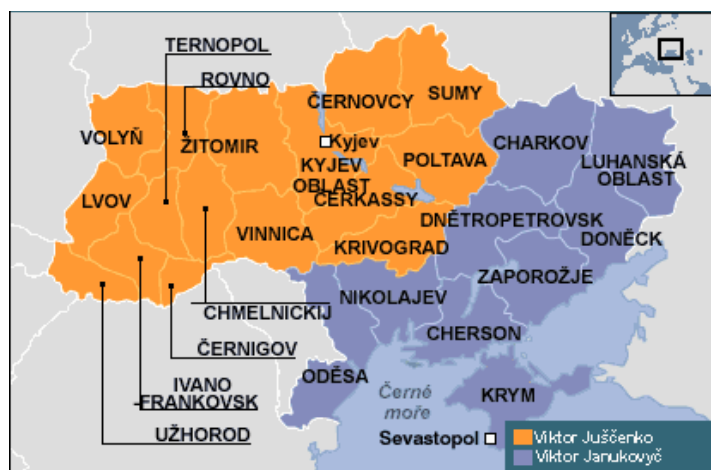 TERNOPOL
ROVNO
ČERNOVCY
SUMY
VOLYŇ
ŽITOMIR
Kyjev
CHARKOV
KYJEV
OBLAST
POLTAVA
LUHANSKÁ
OBLAST
LVOV
ČERKASSY
VINNICA
DNĚTROPETROVSK
DONĚCK
KRIVOGRAD
ZAPOROŽJE
NIKOLAJEV
CHMELNICKIJ
CHERSON
ČERNIGOV
ODĚSA
IVANO
-FRANKOVSK
Černé
moře
KRYM
UŽHOROD
Sevastopol
Viktor Juščenko
Viktor Janukovyč